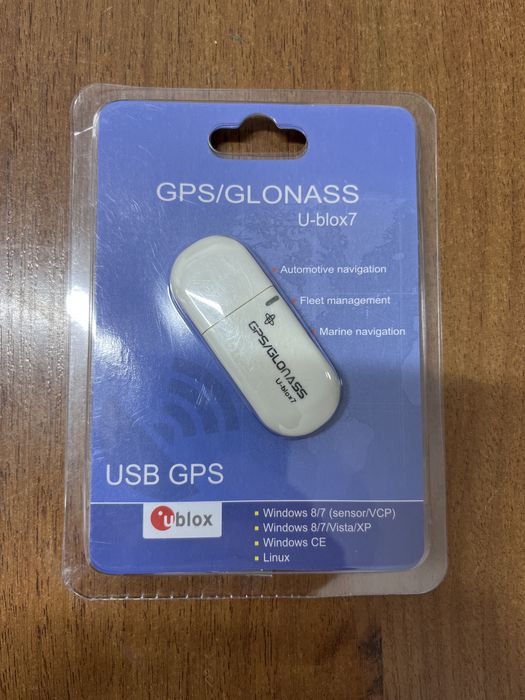 GPS/GLONASS
U-blox7
Automotive navigation
Fleet management
Marine navigation
GPS/GLONASS
U-blox7
USB GPS
ublox
Windows 8/7 (sensor/VCP)
Windows 8/7/Vista/XP
Windows CE
Linux